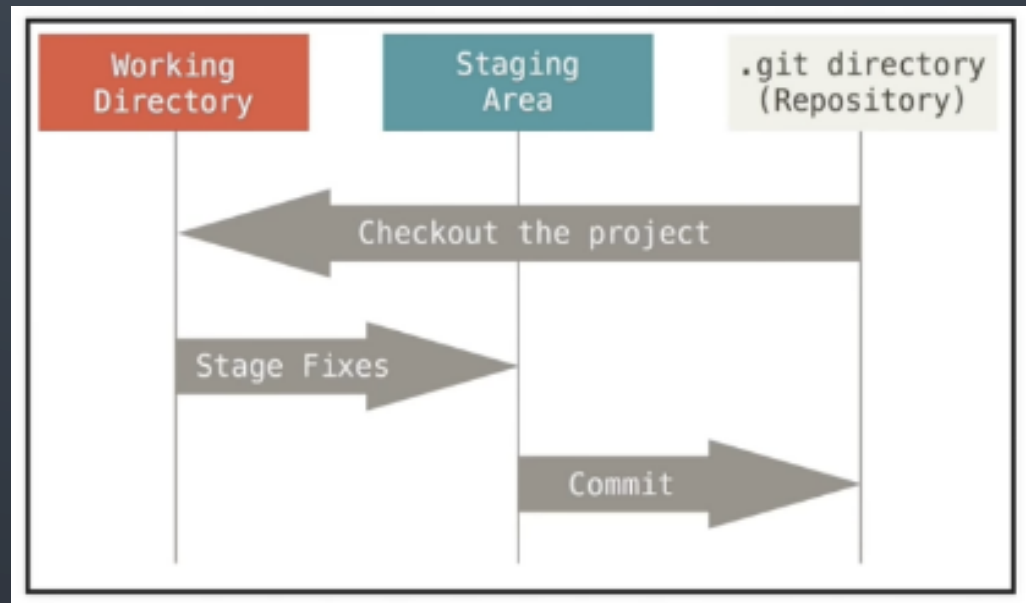 Working
Directory
Staging
Area
.git directory
(Repository)
Checkout the project
Stage Fixes
Commit